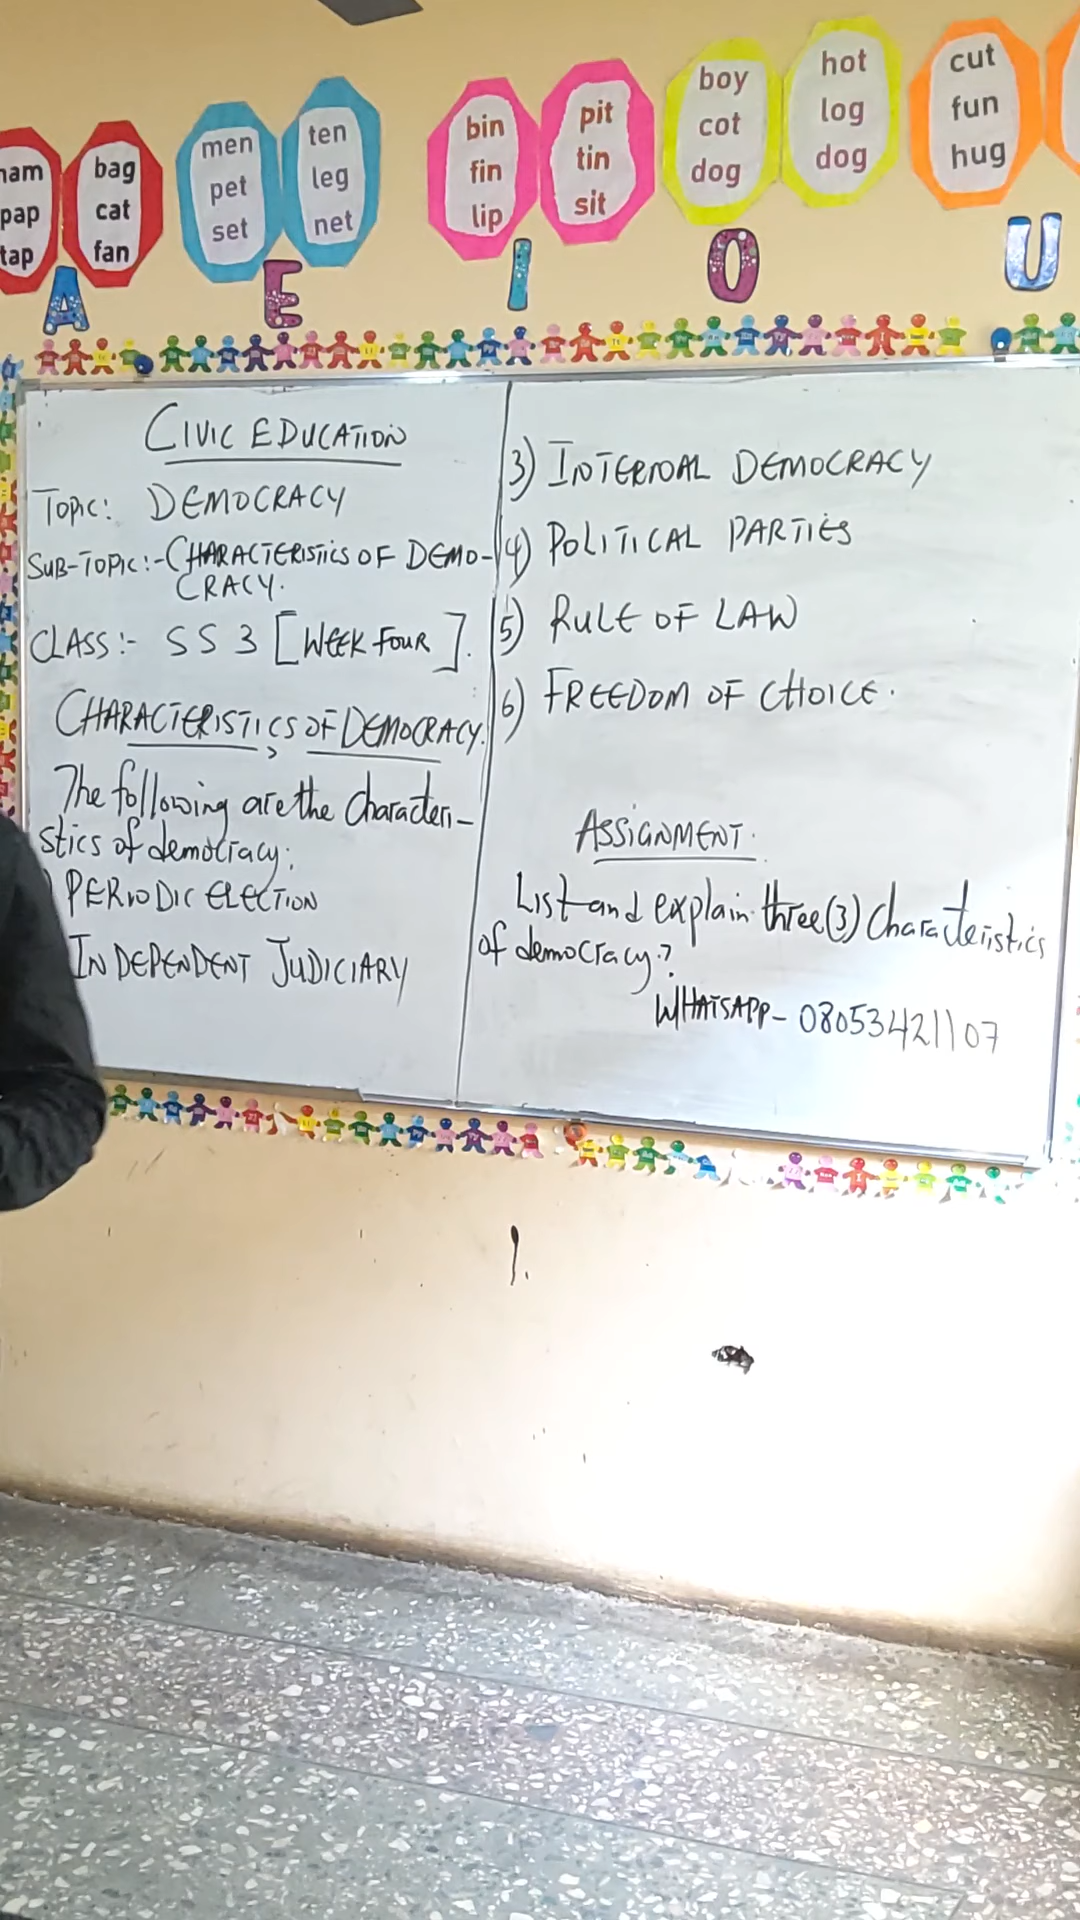 ham
pap
tap
bag
cat
fan
men
pet
set
ten
leg
net
bin
fin
lip
pit
tin
sit
boy
cot
dog
hot
log
dog
cut
fun
hug
A E I O U
CIVIC EDUCATION
TOPIC: DEMOCRACY
SUB-TOPIC:- CHARACTERISTICS OF DEMO-
CRACY.
CLASS:- SS 3 [WEEK FOUR].
CHARACTERISTICS OF DEMOCRACY.
The following are the Characteri-
stics of democracy:
) PERIODIC ELECTION
INDEPENDENT JUDICIARY
3) INTERNAL DEMOCRACY
4) POLITICAL PARTIES
5) RULE OF LAW
6) FREEDOM OF CHOICE.
ASSIGNMENT.
List and explain three(3) Characteristics
of democracy?
WHATSAPP- 08053421107